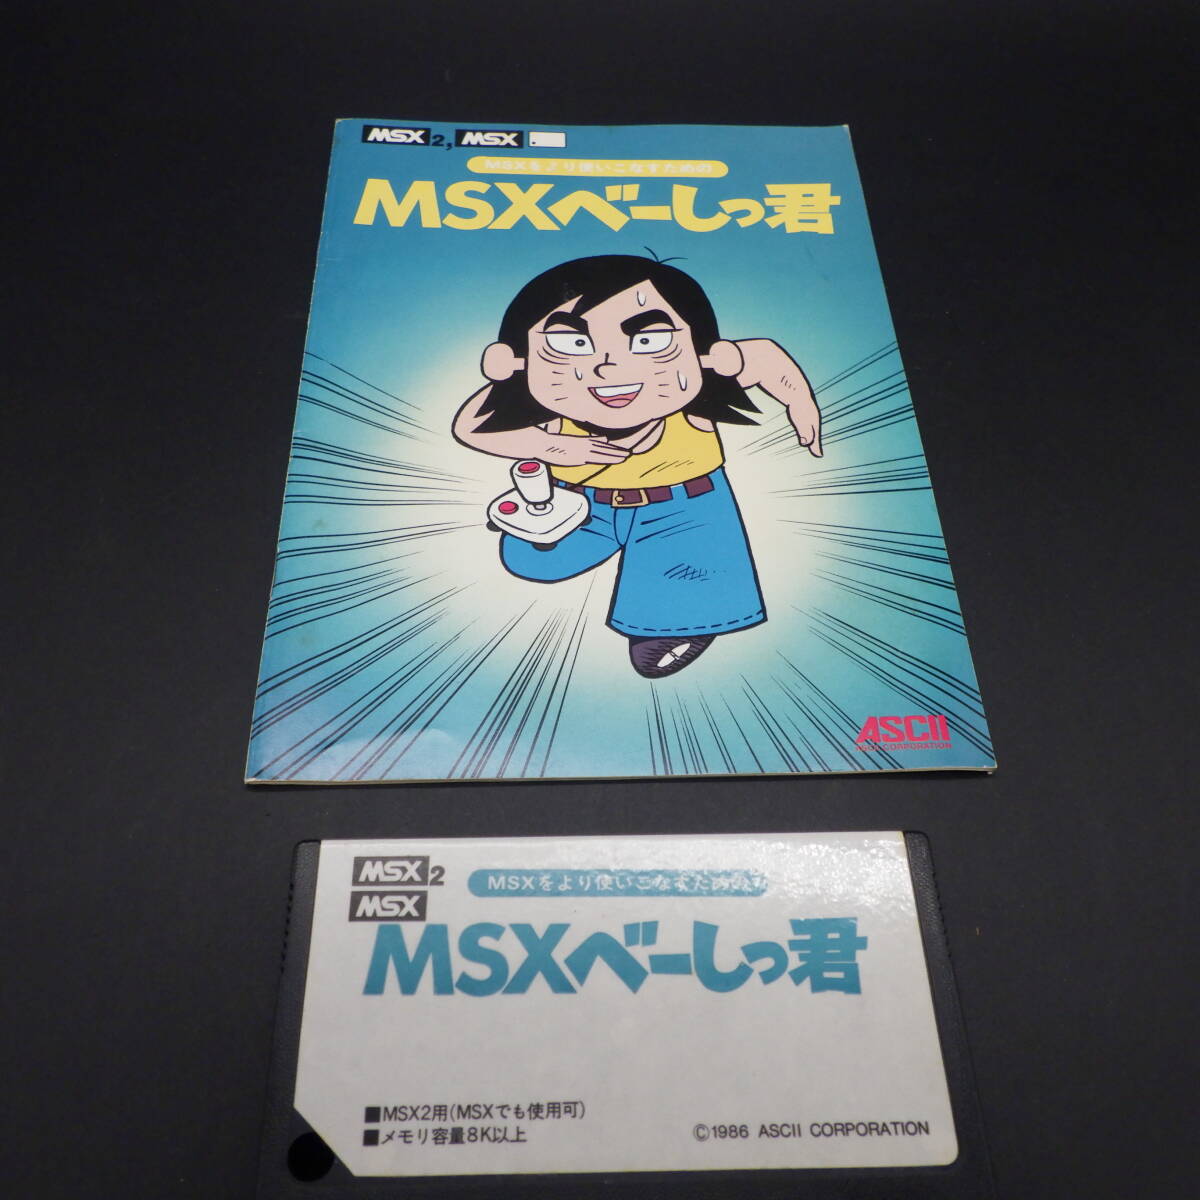 MSX2, MSX
MSXをより使いこなすための
MSXべーしっ君
ASCII
ASCII CORPORATION
MSX2
MSX
MSXをより使いこなすための
MSXべーしっ君
■MSX2用(MSXでも使用可)
■メモリ容量8K以上
©1986 ASCII CORPORATION